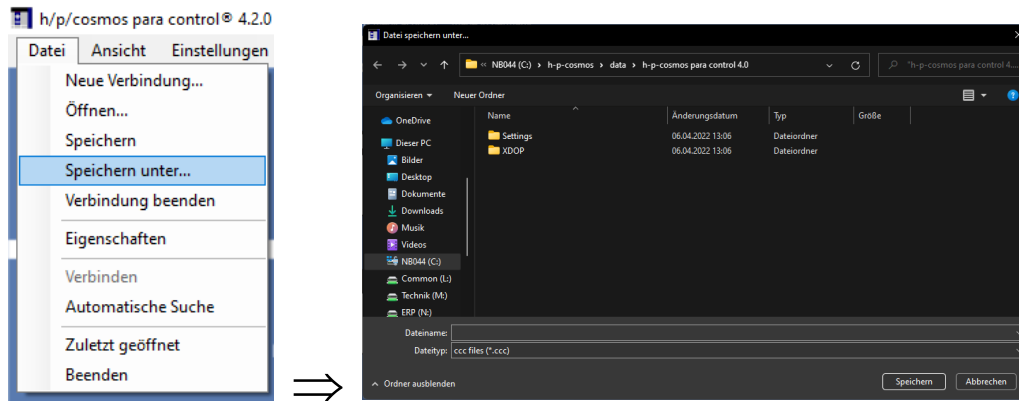 h/p/cosmos para control® 4.2.0
Datei Ansicht Einstellungen
Neue Verbindung...
Öffnen...
Speichern
Speichern unter...
Verbindung beenden
Eigenschaften
Verbinden
Automatische Suche
Zuletzt geöffnet
Beenden
⇒
Datei speichern unter...
« NB044 (C:) › h-p-cosmos › data › h-p-cosmos para control 4.0
"h-p-cosmos para control 4....
Organisieren Neuer Ordner
Name Änderungsdatum Typ Größe
OneDrive
Dieser PC
Bilder
Desktop
Dokumente
Downloads
Musik
Videos
NB044 (C:)
Common (L:)
Technik (M:)
ERP (N:)
Settings 06.04.2022 13:06 Dateiordner
XDOP 06.04.2022 13:06 Dateiordner
Dateiname:
Dateityp: ccc files (*.ccc)
Ordner ausblenden
Speichern Abbrechen